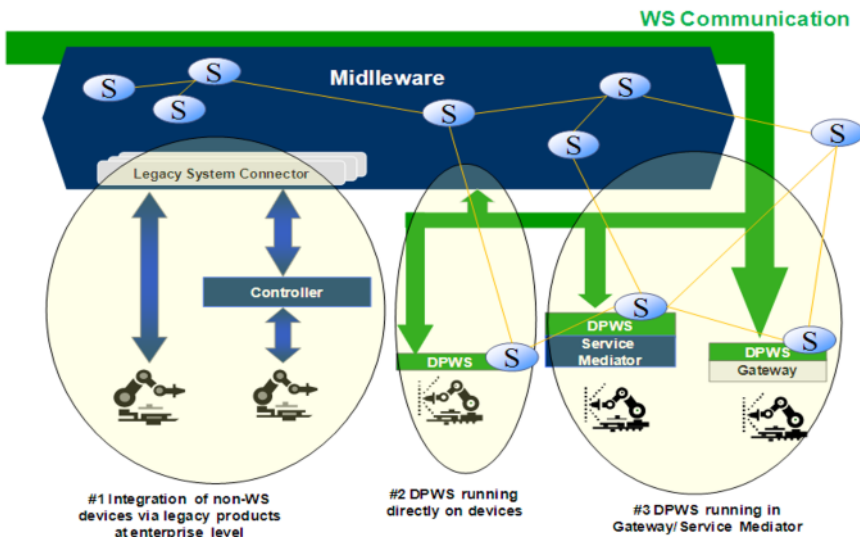 WS Communication
Midlleware
S
S
S
S
S
S
S
Legacy System Connector
Controller
S
DPWS
Service
Mediator
S
DPWS
Gateway
DPWS
S
#1 Integration of non-WS
devices via legacy products
at enterprise level
#2 DPWS running
directly on devices
#3 DPWS running in
Gateway/ Service Mediator